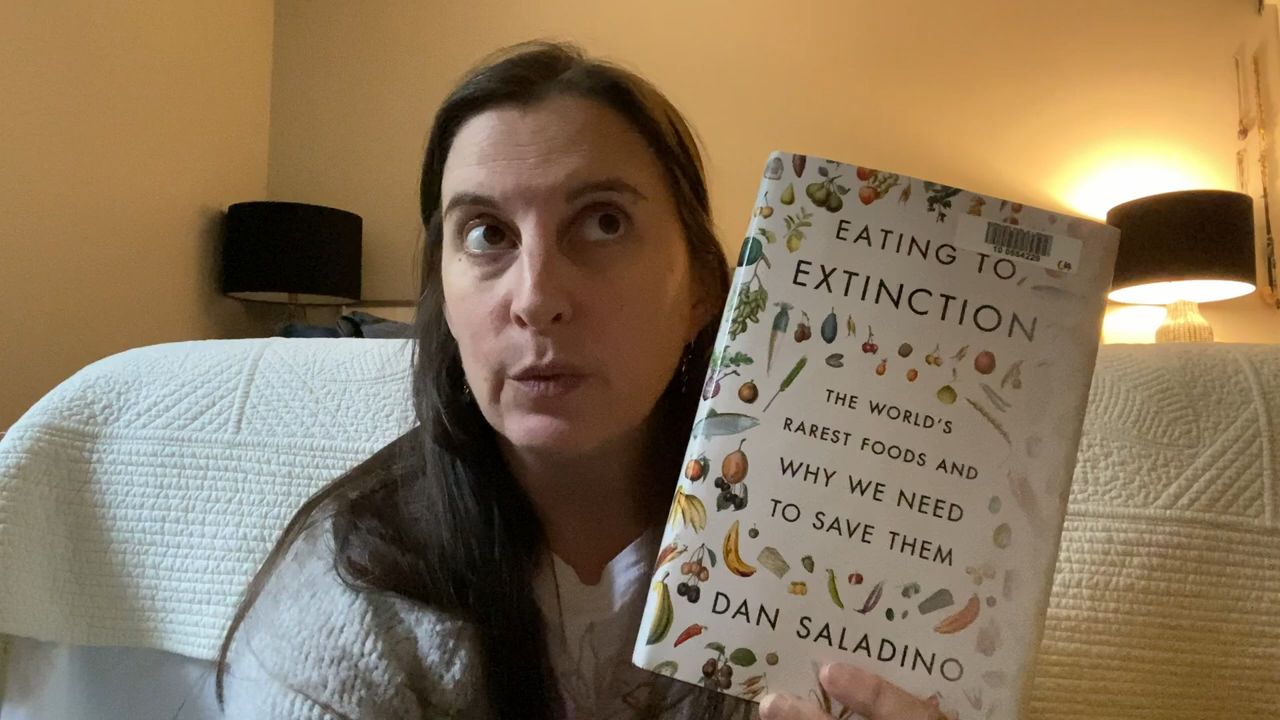 EATING TO
EXTINCTION
THE WORLD'S
RAREST FOODS AND
WHY WE NEED
TO SAVE THEM
DAN SALADINO